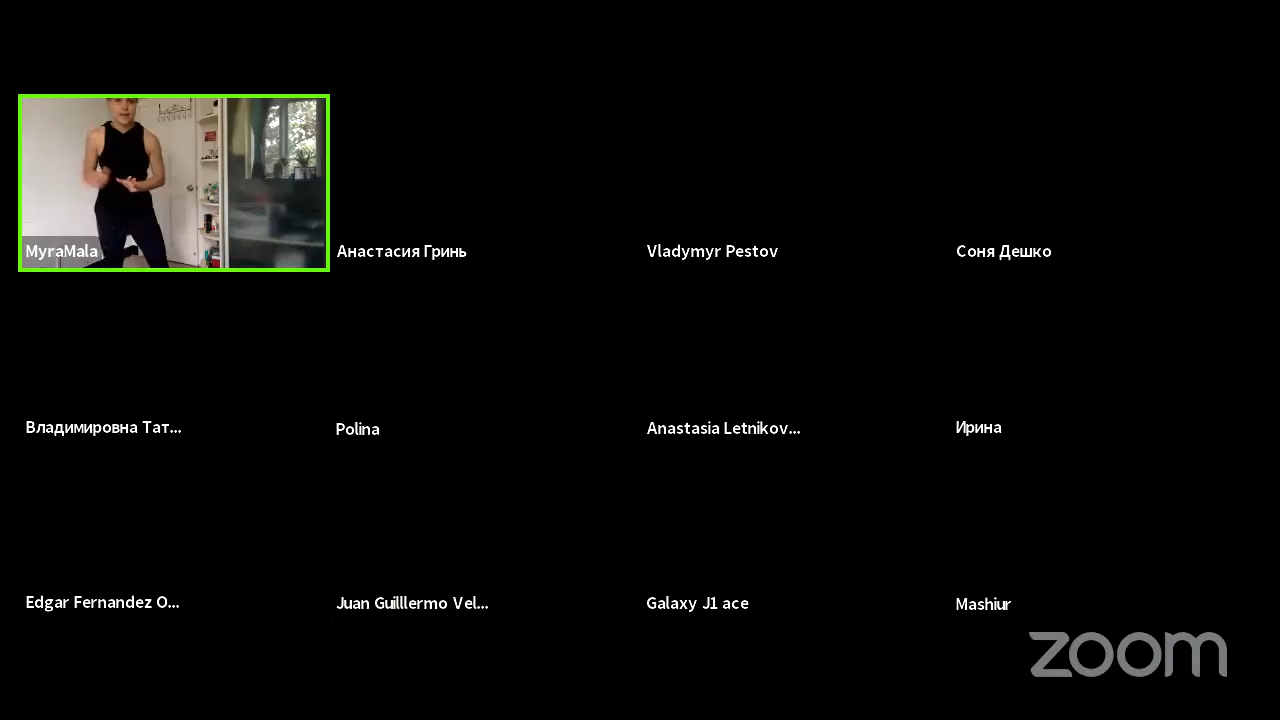 MyraMala
Анастасия Гринь
Vladymyr Pestov
Соня Дешко
Владимировна Тат...
Polina
Anastasia Letnikov...
Ирина
Edgar Fernandez O...
Juan Guilllermo Vel...
Galaxy J1 ace
Mashiur
zoom